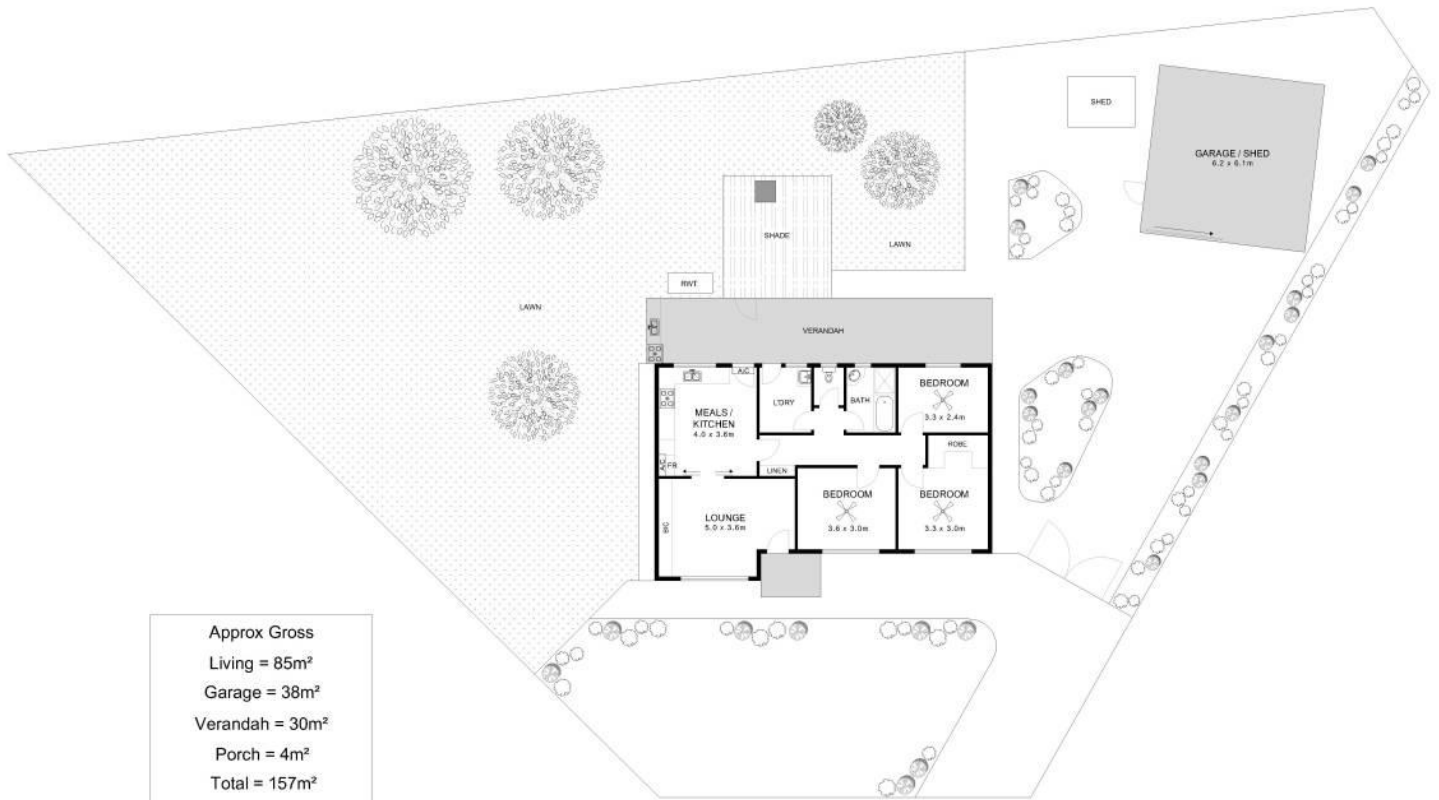 SHED
GARAGE / SHED
6.2 x 6.1m
SHADE
LAWN
RWT
LAWN
VERANDAH
A/C
L'DRY
BATH
BEDROOM
3.3 x 2.4m
MEALS /
KITCHEN
4.0 x 3.6m
A/C
FR
LINEN
ROBE
BEDROOM
3.6 x 3.0m
BEDROOM
3.3 x 3.0m
LOUNGE
5.0 x 3.6m
B/C
Approx Gross
Living = 85m²
Garage = 38m²
Verandah = 30m²
Porch = 4m²
Total = 157m²